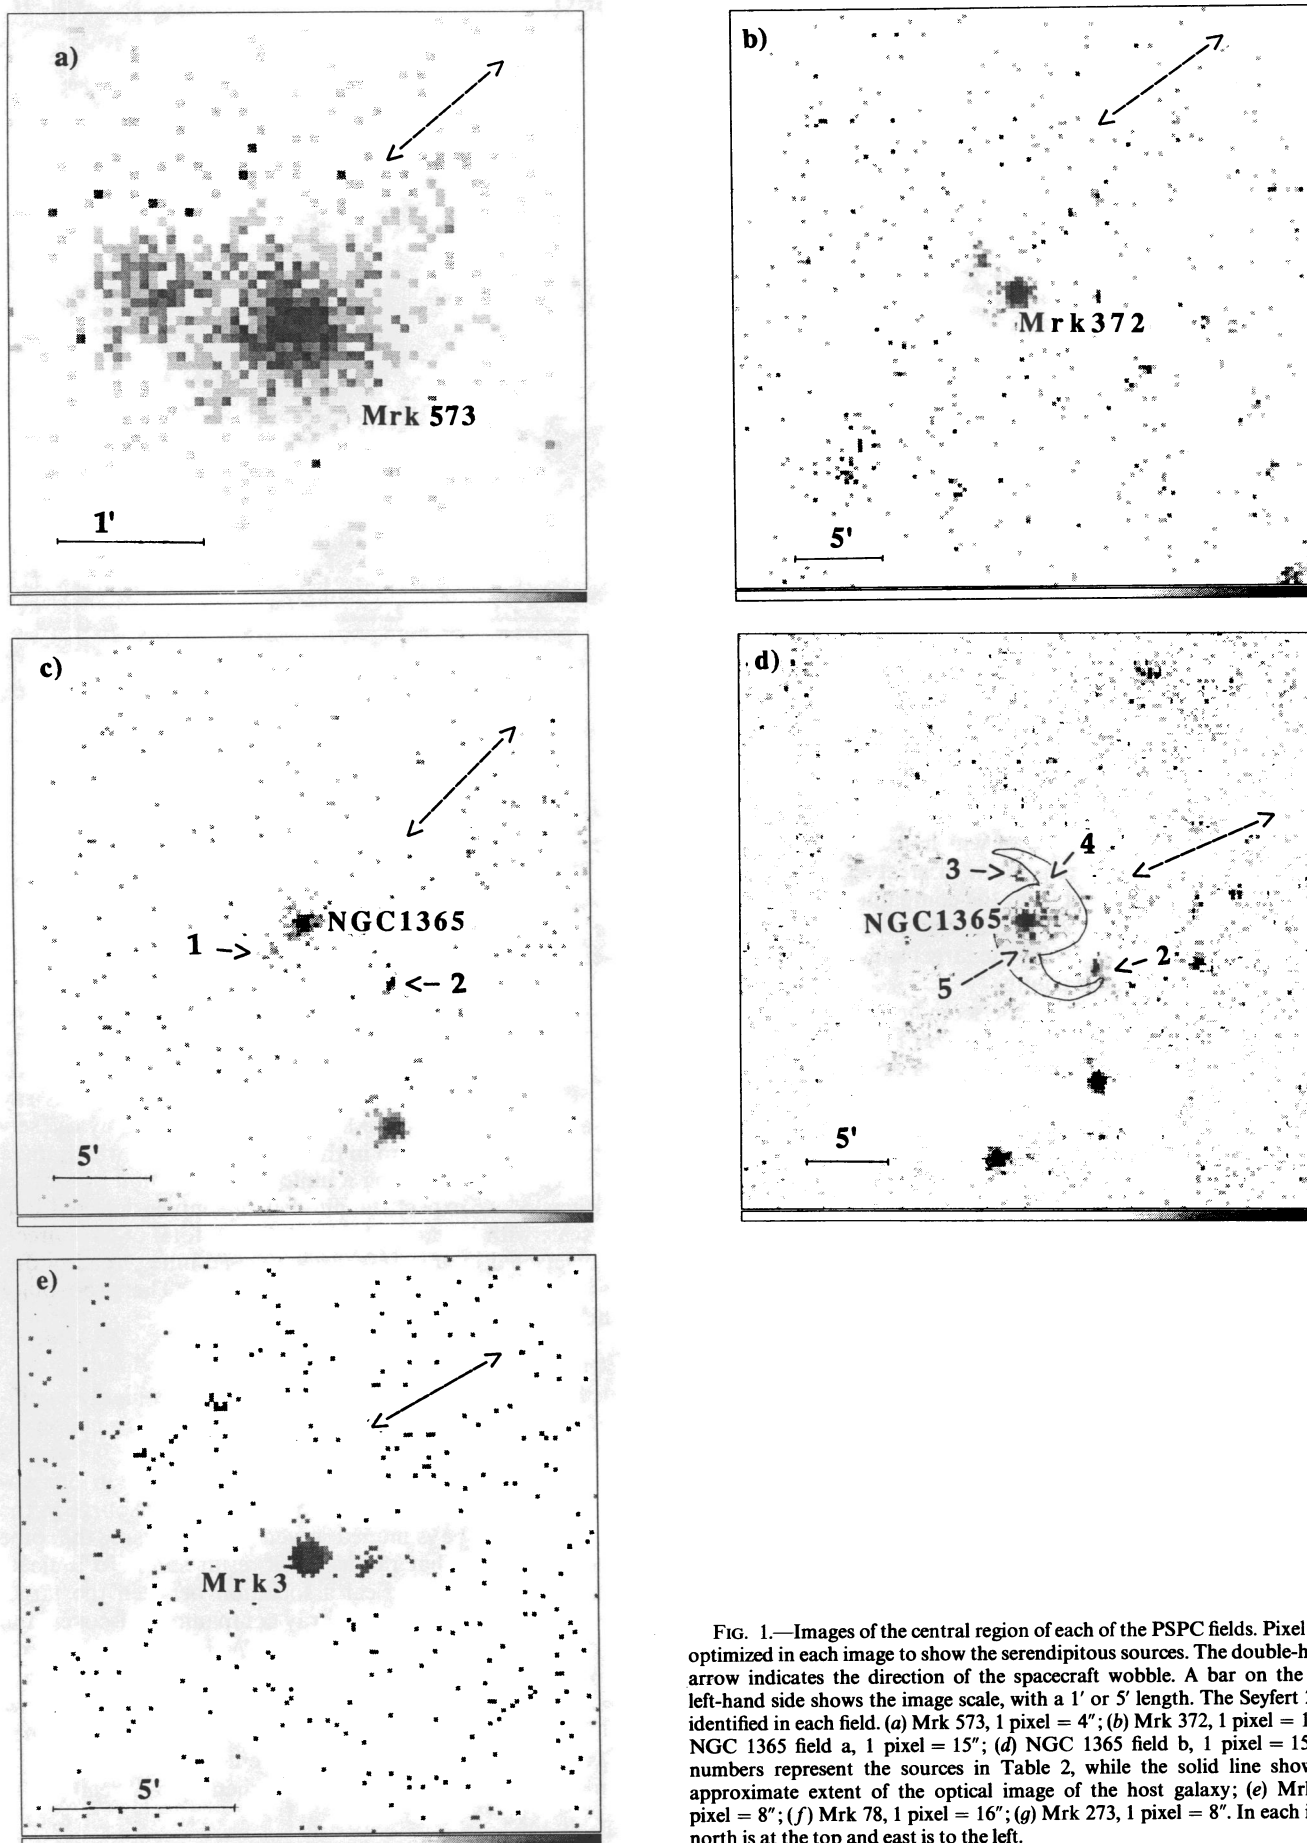 a)
Mrk 573
1'
b)
Mrk372
5'
c)
NGC1365
1
2
5'
d)
3
4
NGC1365
2
5
5'
e)
Mrk3
5'
FIG. 1.—Images of the central region of each of the PSPC fields. Pixel
optimized in each image to show the serendipitous sources. The double-h
arrow indicates the direction of the spacecraft wobble. A bar on the
left-hand side shows the image scale, with a 1′ or 5′ length. The Seyfert
identified in each field. (a) Mrk 573, 1 pixel = 4″; (b) Mrk 372, 1 pixel = 1
NGC 1365 field a, 1 pixel = 15″; (d) NGC 1365 field b, 1 pixel = 15
numbers represent the sources in Table 2, while the solid line show
approximate extent of the optical image of the host galaxy; (e) Mr
pixel = 8″; (f) Mrk 78, 1 pixel = 16″; (g) Mrk 273, 1 pixel = 8″. In each i
north is at the top and east is to the left.